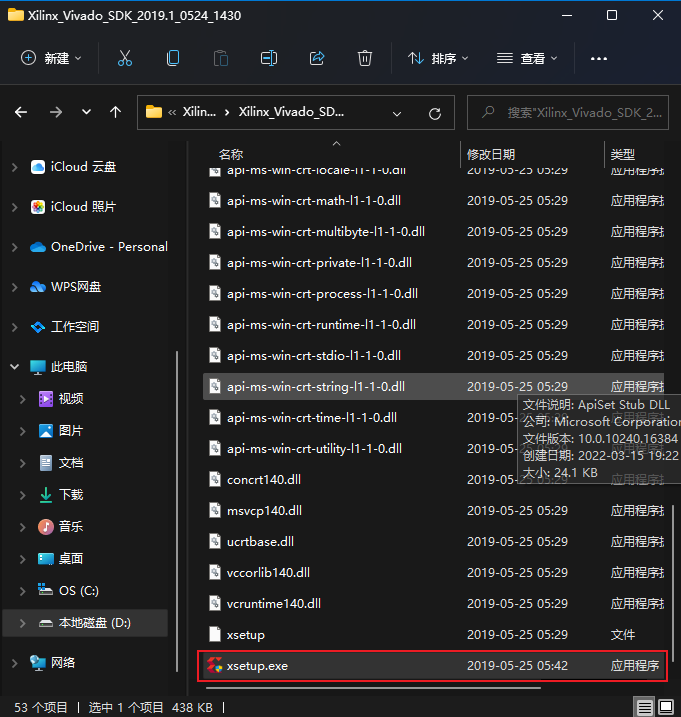 Xilinx_Vivado_SDK_2019.1_0524_1430
新建 排序 查看
« Xilin... › Xilinx_Vivado_SD... 搜索"Xilinx_Vivado_SDK_2...
名称 修改日期 类型
iCloud 云盘
iCloud 照片
OneDrive - Personal
WPS网盘
工作空间
此电脑
视频
图片
文档
下载
音乐
桌面
OS (C:)
本地磁盘 (D:)
网络
api-ms-win-crt-locale-l1-1-0.dll 2019-05-25 05:29 应用程序扩
api-ms-win-crt-math-l1-1-0.dll 2019-05-25 05:29 应用程序扩
api-ms-win-crt-multibyte-l1-1-0.dll 2019-05-25 05:29 应用程序扩
api-ms-win-crt-private-l1-1-0.dll 2019-05-25 05:29 应用程序扩
api-ms-win-crt-process-l1-1-0.dll 2019-05-25 05:29 应用程序扩
api-ms-win-crt-runtime-l1-1-0.dll 2019-05-25 05:29 应用程序扩
api-ms-win-crt-stdio-l1-1-0.dll 2019-05-25 05:29 应用程序扩
api-ms-win-crt-string-l1-1-0.dll 2019-05-25 05:29 应用程序扩
api-ms-win-crt-time-l1-1-0.dll 2019-05-25 05:29
api-ms-win-crt-utility-l1-1-0.dll 2019-05-25 05:29
文件说明: ApiSet Stub DLL
公司: Microsoft Corporation
文件版本: 10.0.10240.16384
创建日期: 2022-03-15 19:22
大小: 24.1 KB
concrt140.dll 2019-05-25 05:29
msvcp140.dll 2019-05-25 05:29 应用程序扩
ucrtbase.dll 2019-05-25 05:29 应用程序扩
vccorlib140.dll 2019-05-25 05:29 应用程序扩
vcruntime140.dll 2019-05-25 05:29 应用程序扩
xsetup 2019-05-25 05:29 文件
xsetup.exe 2019-05-25 05:42 应用程序
53 个项目 | 选中 1 个项目 438 KB |